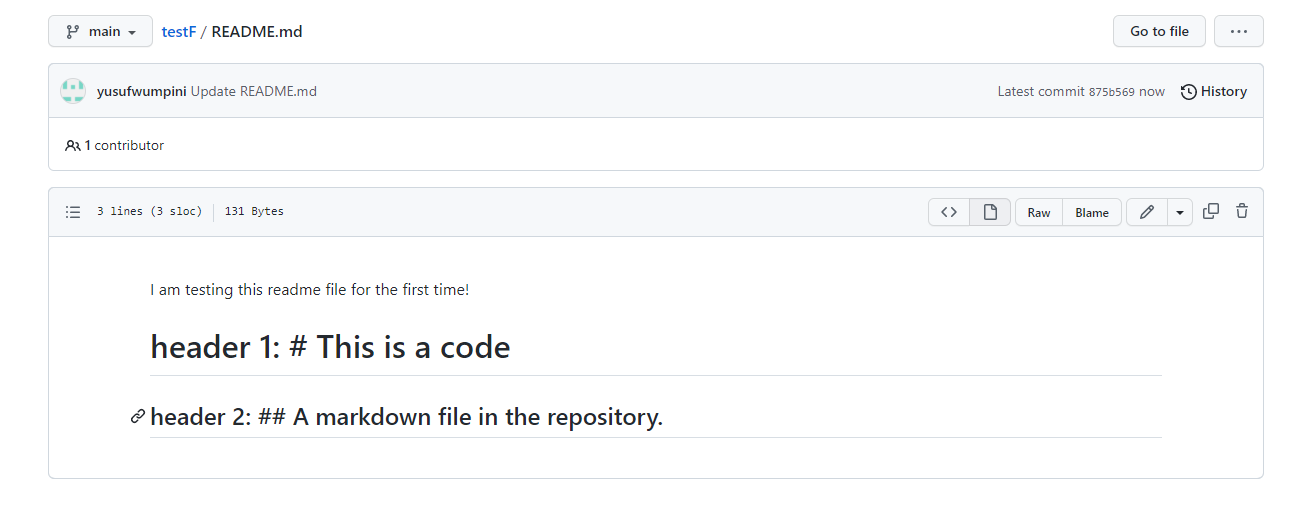 main testF / README.md Go to file ...
yusufwumpini Update README.md Latest commit 875b569 now History
1 contributor
3 lines (3 sloc) 131 Bytes <> Raw Blame
I am testing this readme file for the first time!
header 1: # This is a code
header 2: ## A markdown file in the repository.